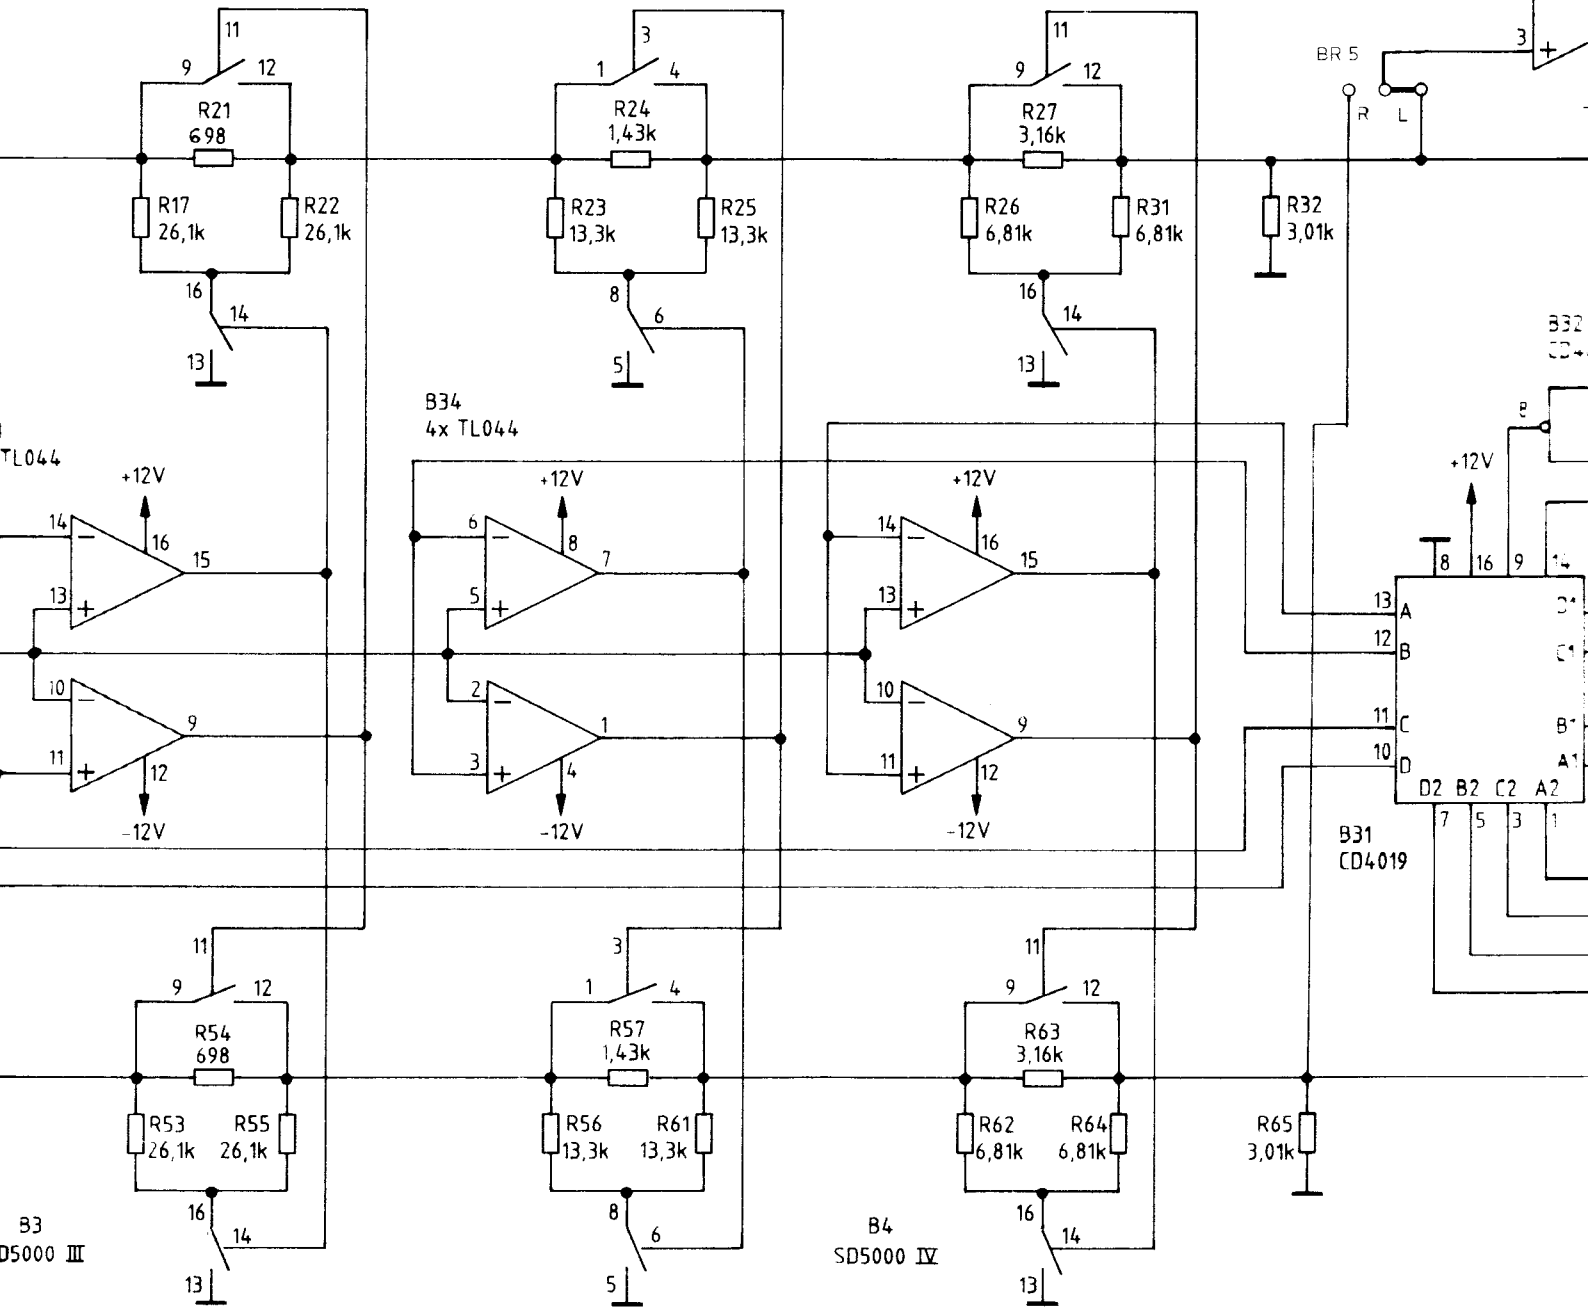 11
9
12
R21
698
R17
26,1k
R22
26,1k
16
14
13
3
1
4
R24
1,43k
R23
13,3k
R25
13,3k
8
6
5
11
9
12
R27
3,16k
R26
6,81k
R31
6,81k
16
14
13
BR 5
3
+
R
L
R32
3,01k
B32
TL044
+12V
14
−
16
15
13
+
10
−
9
11
+
12
−12V
B34
4x TL044
+12V
6
−
8
7
5
+
2
−
1
3
+
4
−12V
+12V
14
−
16
15
13
+
10
−
9
11
+
12
−12V
+12V
8
8
16
9
14
13
A
12
B
11
C
10
D
C1
B1
A1
D2
B2
C2
A2
7
5
3
1
B31
CD4019
11
9
12
R54
698
R53
26,1k
R55
26,1k
16
14
13
B3
D5000 III
3
1
4
R57
1,43k
R56
13,3k
R61
13,3k
8
6
5
11
9
12
R63
3,16k
R62
6,81k
R64
6,81k
16
14
13
B4
SD5000 IV
R65
3,01k